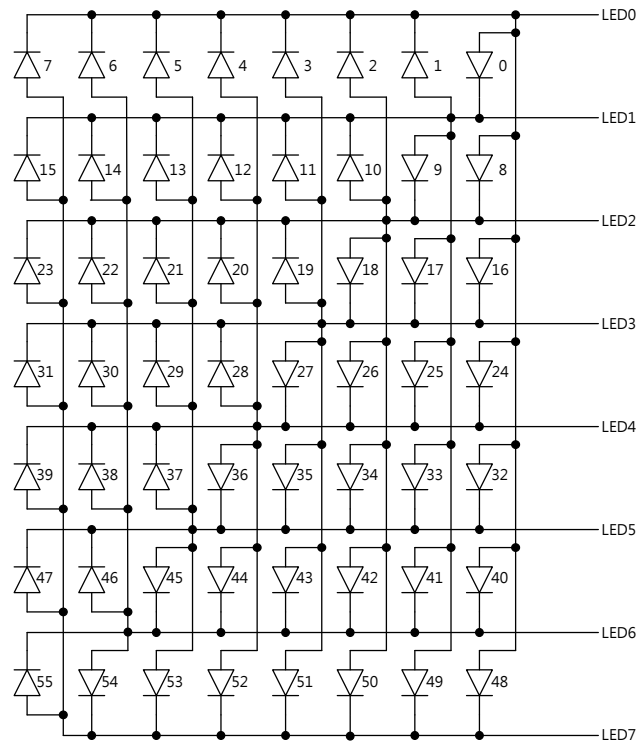 LED0
7 6 5 4 3 2 1 0
LED1
15 14 13 12 11 10 9 8
LED2
23 22 21 20 19 18 17 16
LED3
31 30 29 28 27 26 25 24
LED4
39 38 37 36 35 34 33 32
LED5
47 46 45 44 43 42 41 40
LED6
55 54 53 52 51 50 49 48
LED7